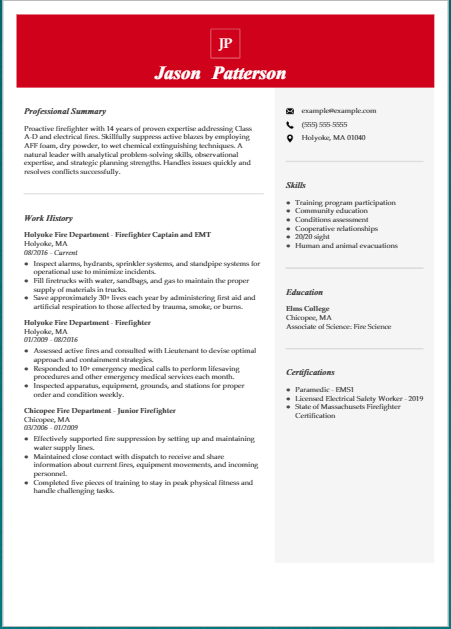 JP
Jason Patterson
Professional Summary
Proactive firefighter with 14 years of proven expertise addressing Class
A-D and electrical fires. Skillfully suppress active blazes by employing
AFF foam, dry powder, to wet chemical extinguishing techniques. A
natural leader with analytical problem-solving skills, observational
expertise, and strategic planning strengths. Handles issues quickly and
resolves conflicts successfully.
Work History
Holyoke Fire Department - Firefighter Captain and EMT
Holyoke, MA
08/2016 - Current
● Inspect alarms, hydrants, sprinkler systems, and standpipe systems for
operational use to minimize incidents.
● Fill firetrucks with water, sandbags, and gas to maintain the proper
supply of materials in trucks.
● Save approximately 30+ lives each year by administering first aid and
artificial respiration to those affected by trauma, smoke, or burns.
Holyoke Fire Department - Firefighter
Holyoke, MA
01/2009 - 08/2016
● Assessed active fires and consulted with Lieutenant to devise optimal
approach and containment strategies.
● Responded to 10+ emergency medical calls to perform lifesaving
procedures and other emergency medical services each month.
● Inspected apparatus, equipment, grounds, and stations for proper
order and condition weekly.
Chicopee Fire Department - Junior Firefighter
Chicopee, MA
03/2006 - 01/2009
● Effectively supported fire suppression by setting up and maintaining
water supply lines.
● Maintained close contact with dispatch to receive and share
information about current fires, equipment movements, and incoming
personnel.
● Completed five pieces of training to stay in peak physical fitness and
handle challenging tasks.
example@example.com
(555) 555-5555
Holyoke, MA 01040
Skills
● Training program participation
● Community education
● Conditions assessment
● Cooperative relationships
● 20/20 sight
● Human and animal evacuations
Education
Elms College
Chicopee, MA
Associate of Science: Fire Science
Certifications
● Paramedic - EMS1
● Licensed Electrical Safety Worker - 2019
● State of Massachusets Firefighter
Certification